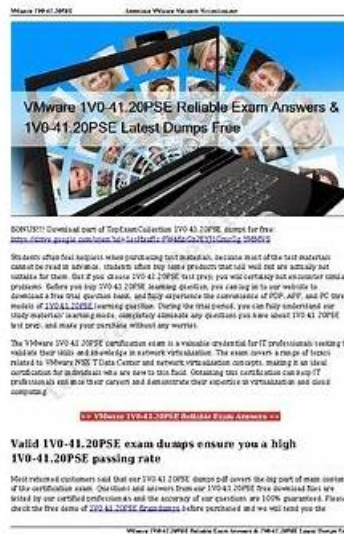 VMware 1V0-41.20PSE
VMware 1V0-41.20PSE Reliable Exam Answers &
1V0-41.20PSE Latest Dumps Free
BONUS!!! Download part of TopExamCollection 1V0-41.20PSE dumps for free:
Students often feel helpless when purchasing test materials, because most of the test materials
cannot be read in advance, students often buy some products that sell well but are actually not
suitable for them. But if you choose 1V0-41.20PSE test prep, you will certainly not encounter similar
problems. Before you buy 1V0-41.20PSE learning question, you can log in to our website to
download a free trial question bank, and fully experience the convenience of PDF, APP, and PC three
models of 1V0-41.20PSE learning question. During the trial period, you can fully understand our
study materials' learning mode, completely eliminate any questions you have about 1V0-41.20PSE
test prep, and make your purchase without any worries.
The VMware 1V0-41.20PSE certification exam is a valuable credential for IT professionals seeking to
validate their skills and knowledge in network virtualization. The exam covers a range of topics
related to VMware NSX-T Data Center and network virtualization concepts, making it an ideal
certification for individuals who are new to this field. Obtaining this certification can help IT
professionals enhance their careers and demonstrate their expertise in virtualization and cloud
computing.
>> VMware 1V0-41.20PSE Reliable Exam Answers <<
Valid 1V0-41.20PSE exam dumps ensure you a high
1V0-41.20PSE passing rate
Most returned customers said that our 1V0-41.20PSE dumps pdf covers the big part of main content
of the certification exam. Questions and answers from our 1V0-41.20PSE free download files are
tested by our certified professionals and the accuracy of our questions are 100% guaranteed. Please
check the free demo of 1V0-41.20PSE braindumps before purchased and we will send you the
VMware 1V0-41.20PSE Reliable Exam Answers & 1V0-41.20PSE Latest Dumps Free